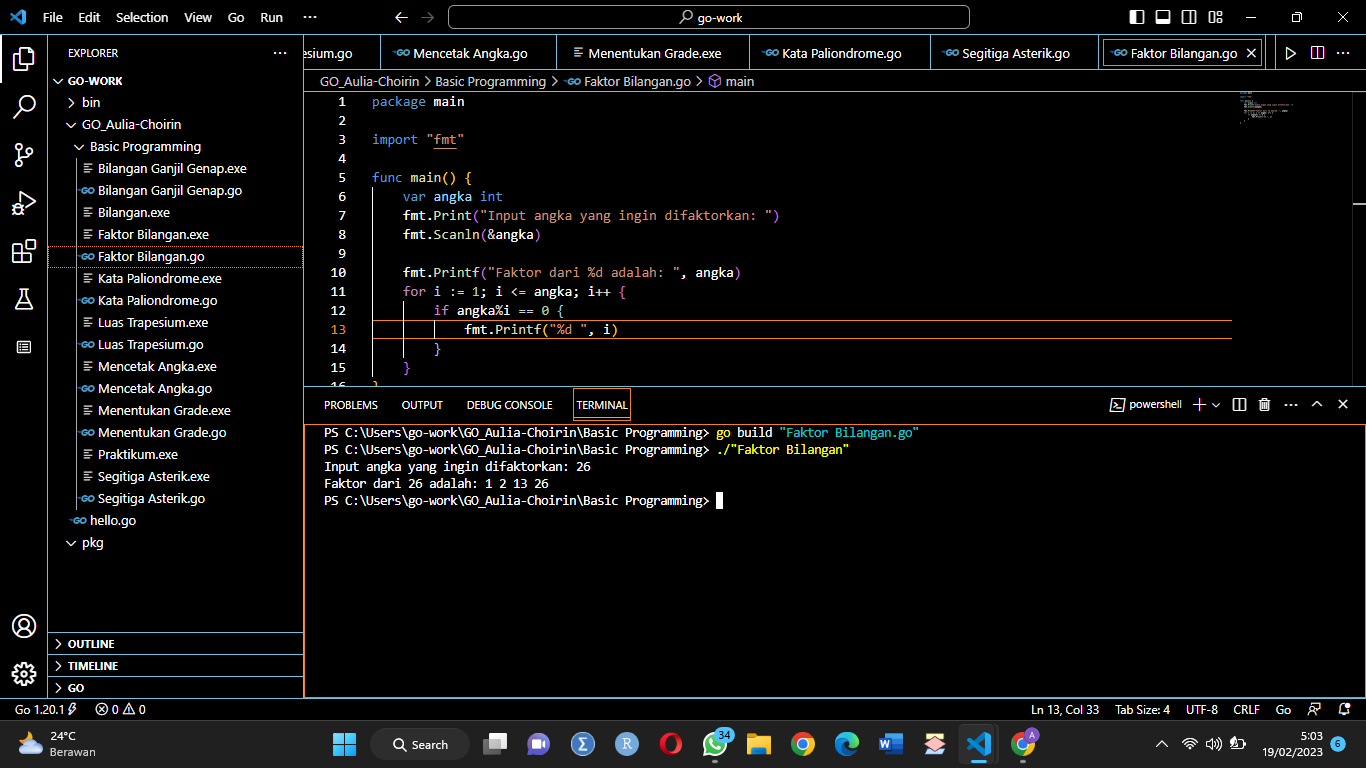 File Edit Selection View Go Run ··· go-work
EXPLORER ···
GO-WORK
bin
GO_Aulia-Choirin
Basic Programming
Bilangan Ganjil Genap.exe
Bilangan Ganjil Genap.go
Bilangan.exe
Faktor Bilangan.exe
Faktor Bilangan.go
Kata Paliondrome.exe
Kata Paliondrome.go
Luas Trapesium.exe
Luas Trapesium.go
Mencetak Angka.exe
Mencetak Angka.go
Menentukan Grade.exe
Menentukan Grade.go
Praktikum.exe
Segitiga Asterik.exe
Segitiga Asterik.go
hello.go
pkg
OUTLINE
TIMELINE
GO
esium.go Mencetak Angka.go Menentukan Grade.exe Kata Paliondrome.go Segitiga Asterik.go Faktor Bilangan.go
GO_Aulia-Choirin > Basic Programming > Faktor Bilangan.go > main
1 package main
2
3 import "fmt"
4
5 func main() {
6 var angka int
7 fmt.Print("Input angka yang ingin difaktorkan: ")
8 fmt.Scanln(&angka)
9
10 fmt.Printf("Faktor dari %d adalah: ", angka)
11 for i := 1; i <= angka; i++ {
12 if angka%i == 0 {
13 fmt.Printf("%d ", i)
14 }
15 }
16 }
PROBLEMS OUTPUT DEBUG CONSOLE TERMINAL powershell
PS C:\Users\go-work\GO_Aulia-Choirin\Basic Programming> go build "Faktor Bilangan.go"
PS C:\Users\go-work\GO_Aulia-Choirin\Basic Programming> ./"Faktor Bilangan"
Input angka yang ingin difaktorkan: 26
Faktor dari 26 adalah: 1 2 13 26
PS C:\Users\go-work\GO_Aulia-Choirin\Basic Programming>
Go 1.20.1 0 0 Ln 13, Col 33 Tab Size: 4 UTF-8 CRLF Go
24°C
Berawan
Search
34
A
5:03
19/02/2023
6